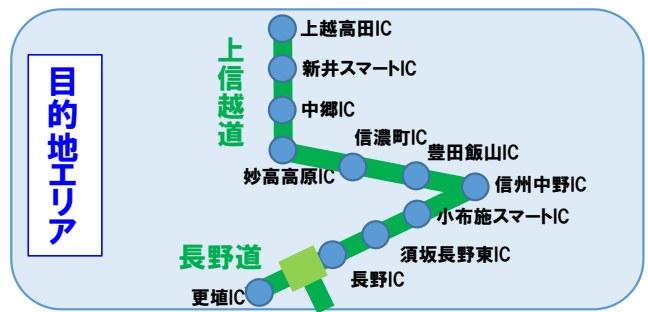 目的地エリア
上信越道
上越高田IC
新井スマートIC
中郷IC
妙高高原IC
信濃町IC
豊田飯山IC
信州中野IC
小布施スマートIC
須坂長野東IC
長野IC
長野道
更埴IC